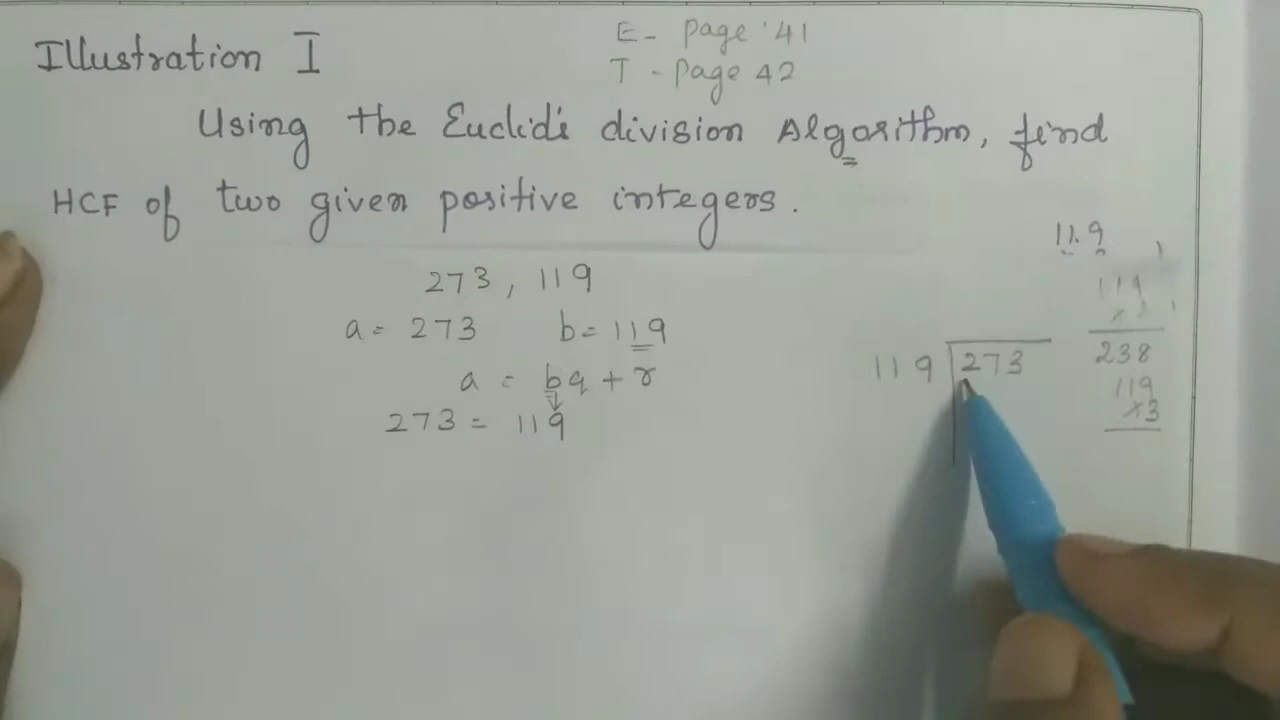 Illustration I
E - page '41
T - page 42
Using the Euclid's division Algorithm, find
HCF of two given positive integers.
273, 119
a = 273 b = 119
a = bq + r
273 = 119
119
119
238
119
×3
119 273